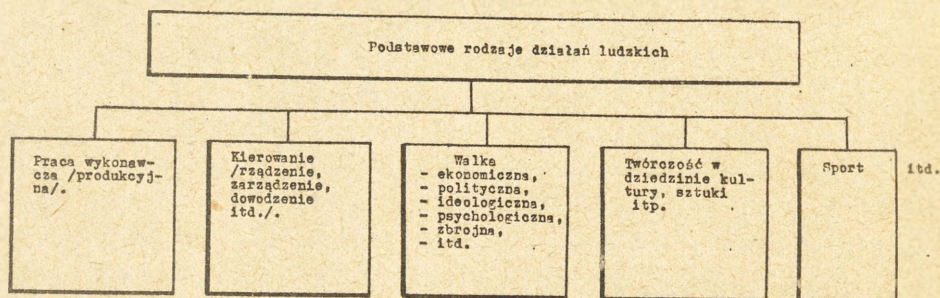 Podstawowe rodzaje działań ludzkich
Praca wykonaw-
cza /produkcyj-
na/.
Kierowanie
/rządzenie,
zarządzenie,
dowodzenie
itd./.
Walka
- ekonomiczna,
- polityczna,
- ideologiczna,
- psychologiczna,
- zbrojna,
- itd.
Twórczość w
dziedzinie kul-
tury, sztuki
itp.
Sport
itd.